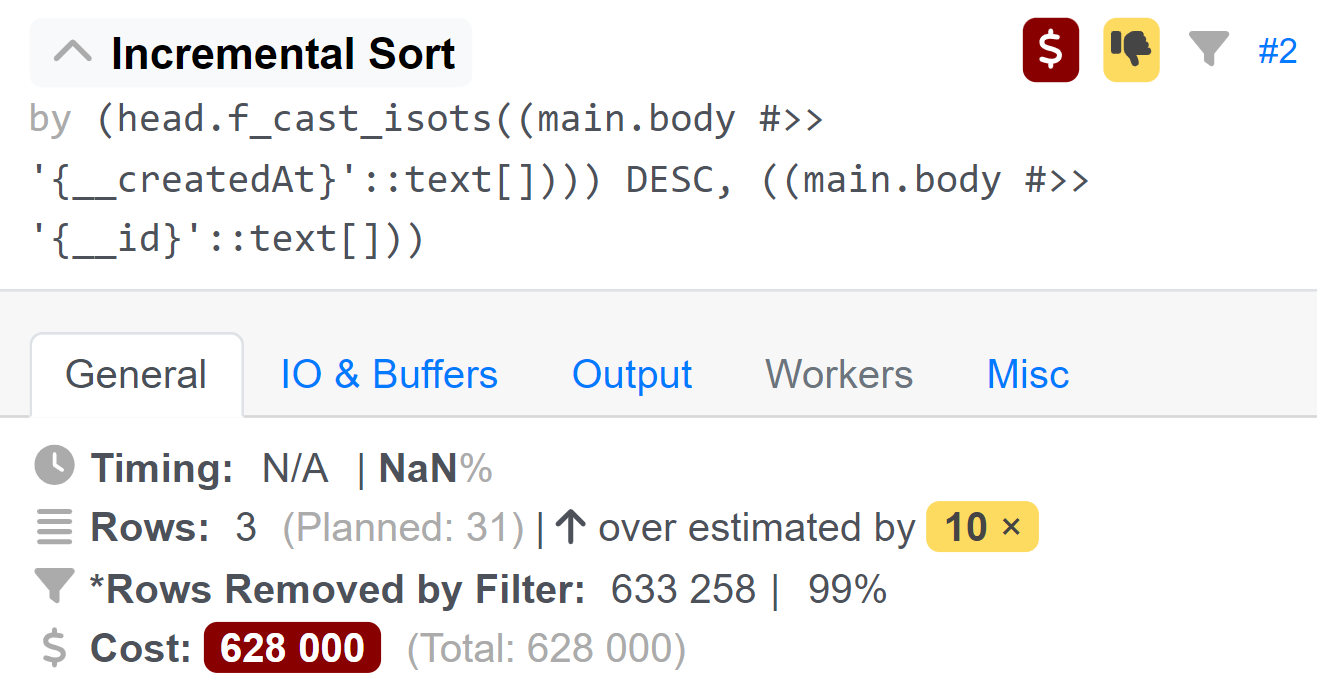 Incremental Sort $ #2
by (head.f_cast_isots((main.body #>>
'{__createdAt}'::text[]))) DESC, ((main.body #>>
'{__id}'::text[]))
General IO & Buffers Output Workers Misc
Timing: N/A | NaN%
Rows: 3 (Planned: 31) | ↑ over estimated by 10 ×
*Rows Removed by Filter: 633 258 | 99%
$ Cost: 628 000 (Total: 628 000)